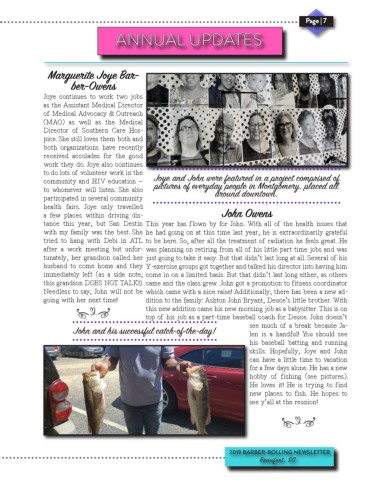 Page | 7
ANNUAL UPDATES
Marguerite Joye Bar-
ber-Owens
Joye continues to work two jobs
as the Assistant Medical Director
of Medical Advocacy & Outreach
(MAO) as well as the Medical
Director of Southern Care Hos-
pice. She still loves them both and
both organizations have recently
received accolades for the good
work they do. Joye also continues
to do lots of volunteer work in the
community and HIV education –
to whomever will listen. She also
participated in several community
health fairs. Joye only travelled
a few places within driving dis-
tance this year, but San Destin
with my family was the best. She
tried to hang with Debi in ATL
after a work meeting but unfor-
tunately, her grandson called her
husband to come home and they
immediately left (as a side note,
this grandson DOES NOT TALK!!).
Needless to say, John will not be
going with her next time!
Joye and John were featured in a project comprised of
pictures of everyday people in Montgomery, placed all
around downtown.
John Owens
This year has flown by for John. With all of the health issues that
he had going on at this time last year, he is extraordinarily grateful
to be here. So, after all the treatment of radiation he feels great. He
was planning on retiring from all of his little part time jobs and was
just going to take it easy. But that didn't last long at all. Several of his
Y-exercise groups got together and talked his director into having him
come in on a limited basis. But that didn't last long either, as others
came and the class grew. John got a promotion to fitness coordinator
which came with a nice raise! Additionally, there has been a new ad-
dition to the family: Ashton John Bryant, Deuce's little brother. With
this new addition came his new morning job as a babysitter. This is on
top of his job as a part-time baseball coach for Deuce. John doesn't
see much of a break because Ja-
len is a handful! You should see
his baseball batting and running
skills. Hopefully, Joye and John
can have a little time to vacation
for a few days alone. He has a new
hobby of fishing (see pictures).
He loves it! He is trying to find
new places to fish. He hopes to
see y'all at the reunion!
John and his successful catch-of-the-day!
2019 BARBER-BOLLING NEWSLETTER
Beaufort, SC